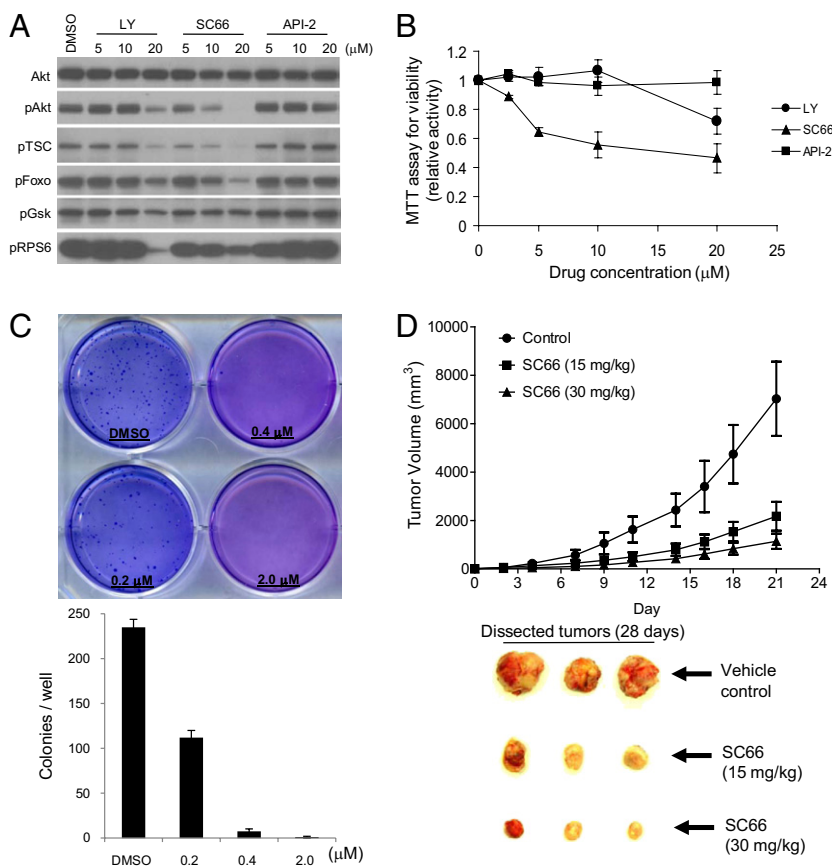 A
DMSO
LY SC66 API-2
5 10 20 5 10 20 5 10 20 (μM)
Akt
pAkt
pTSC
pFoxo
pGsk
pRPS6
B
MTT assay for viability
(relative activity)
1.2
1
0.8
0.6
0.4
0.2
0
0 5 10 15 20 25
Drug concentration (μM)
LY
SC66
API-2
C
DMSO
0.4 μM
0.2 μM
2.0 μM
Colonies / well
250
200
150
100
50
0
DMSO 0.2 0.4 2.0 (μM)
D
Control
SC66 (15 mg/kg)
SC66 (30 mg/kg)
Tumor Volume (mm³)
10000
8000
6000
4000
2000
0
0 3 6 9 12 15 18 21 24
Day
Dissected tumors (28 days)
Vehicle
control
SC66
(15 mg/kg)
SC66
(30 mg/kg)